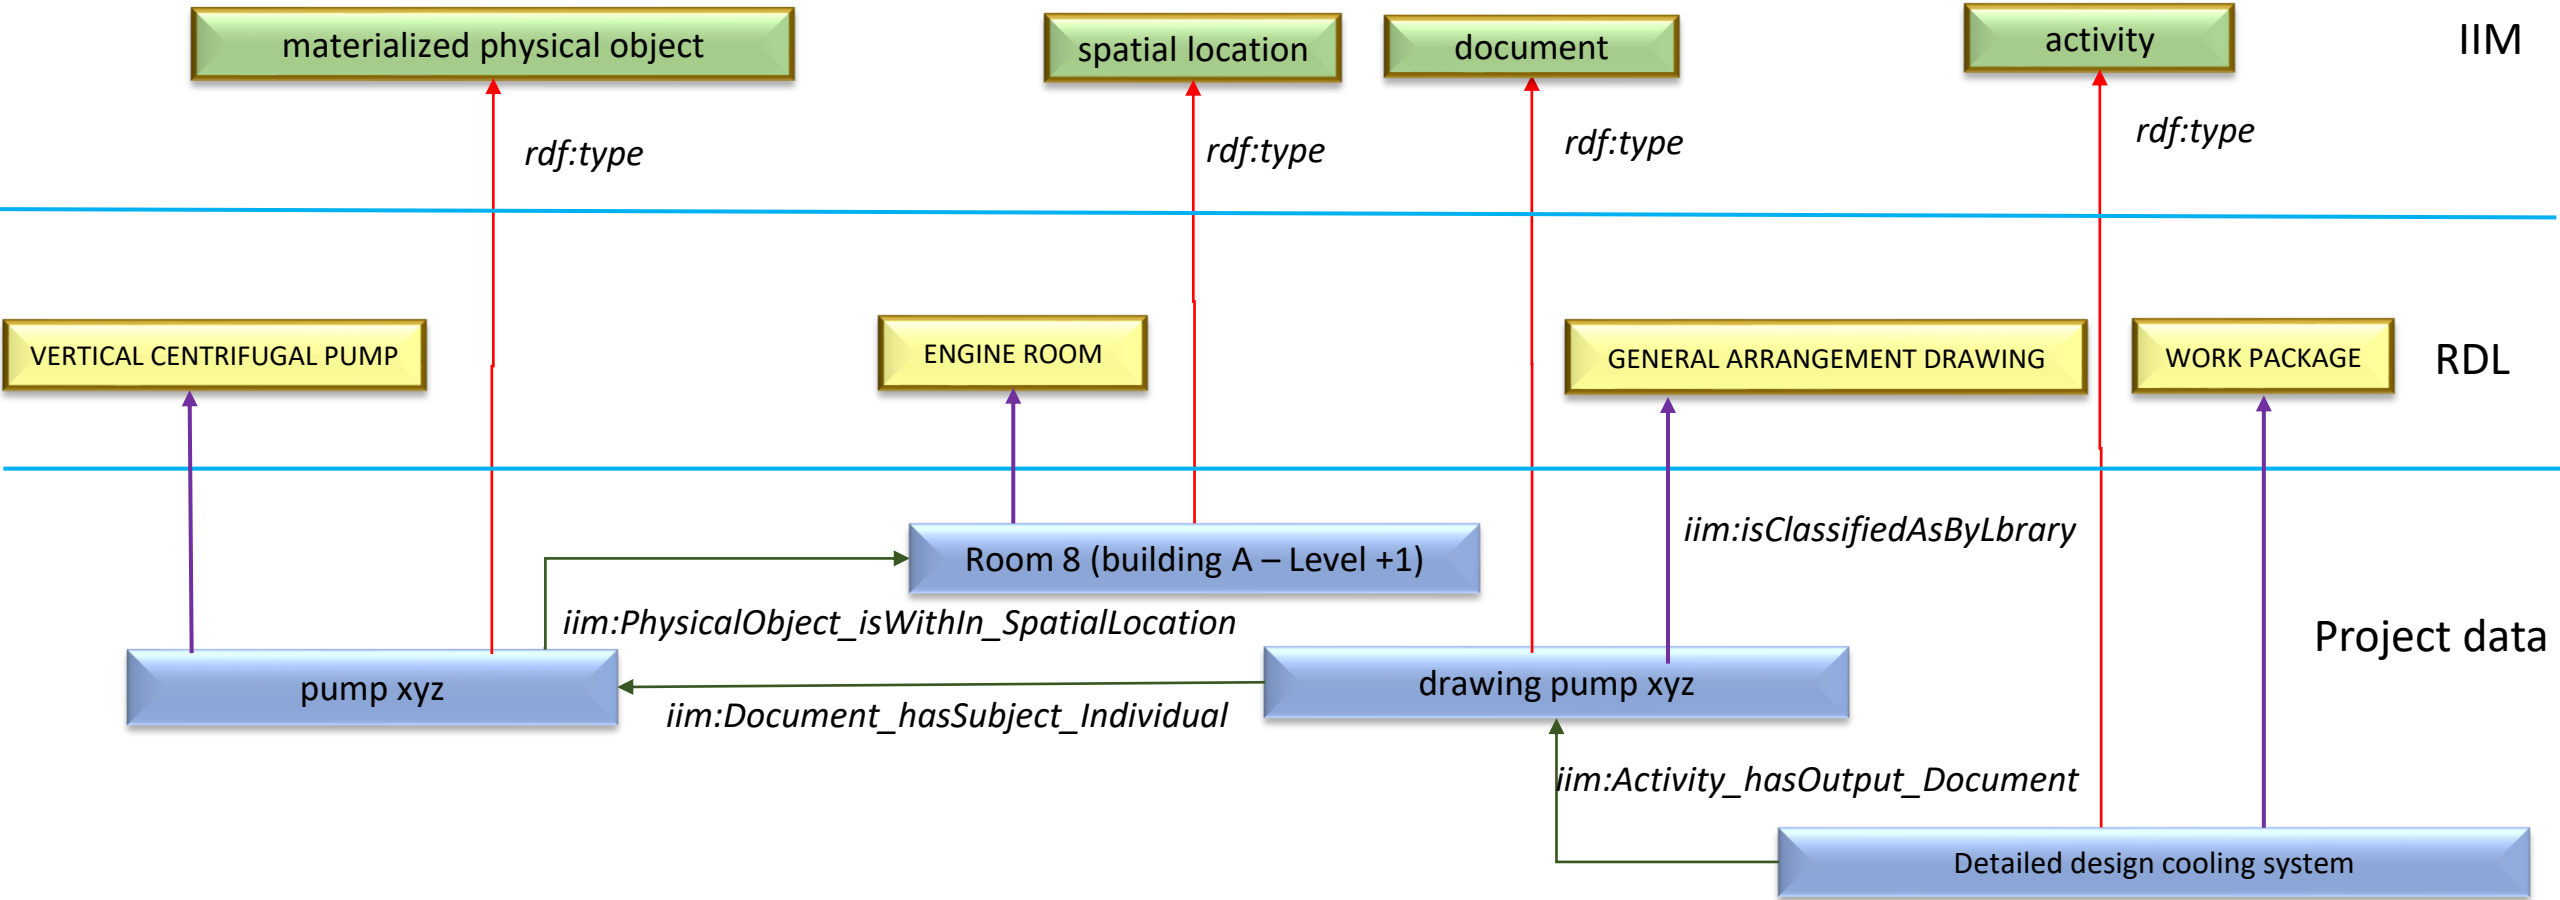 materialized physical object
spatial location
document
activity
IIM
rdf:type
rdf:type
rdf:type
rdf:type
VERTICAL CENTRIFUGAL PUMP
ENGINE ROOM
GENERAL ARRANGEMENT DRAWING
WORK PACKAGE
RDL
iim:isClassifiedAsByLbrary
Room 8 (building A – Level +1)
iim:PhysicalObject_isWithIn_SpatialLocation
Project data
pump xyz
drawing pump xyz
iim:Document_hasSubject_Individual
iim:Activity_hasOutput_Document
Detailed design cooling system